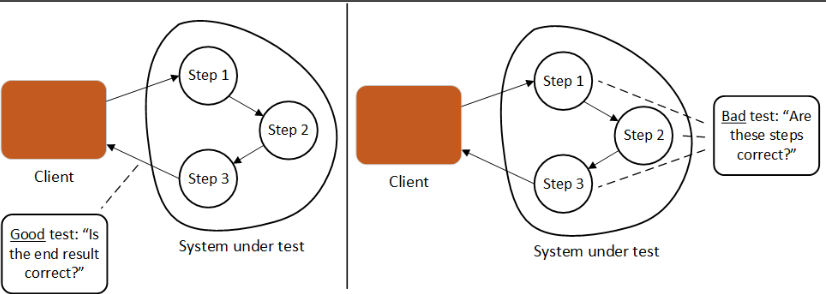 Step 1
Step 2
Step 3
Client
System under test
Good test: “Is
the end result
correct?”
Step 1
Step 2
Step 3
Client
System under test
Bad test: “Are
these steps
correct?”